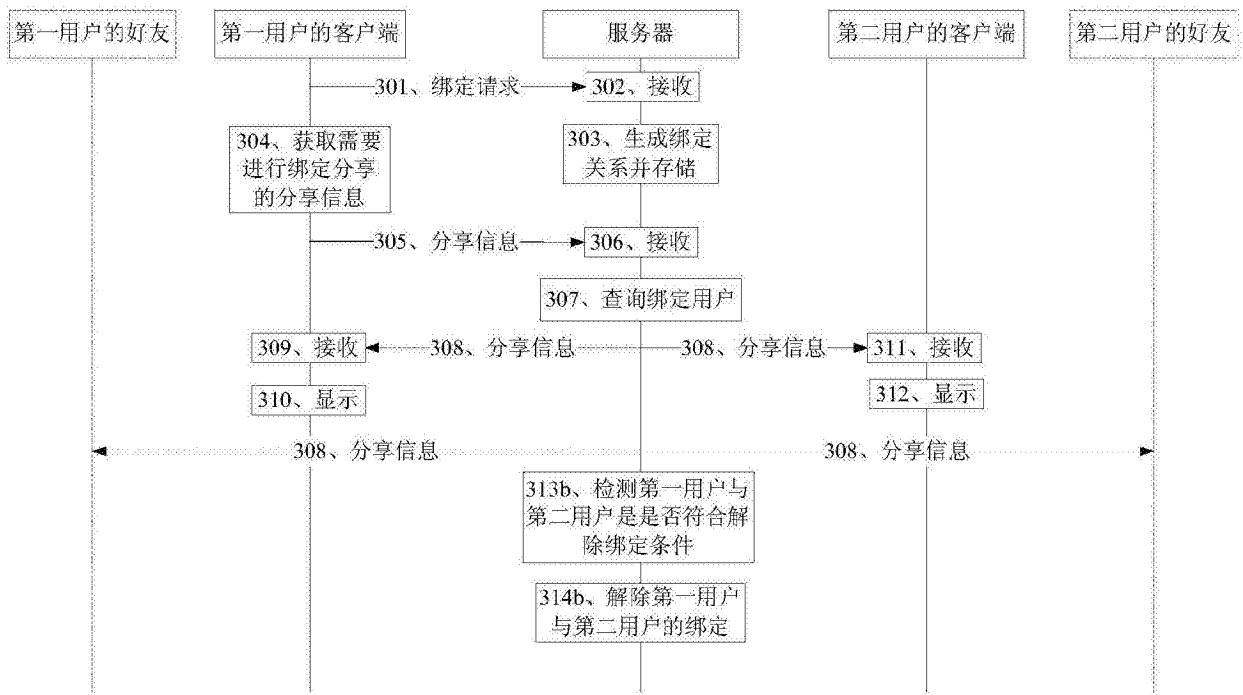 第一用户的好友
第一用户的客户端
服务器
第二用户的客户端
第二用户的好友
301、绑定请求
302、接收
304、获取需要
进行绑定分享
的分享信息
303、生成绑定
关系并存储
305、分享信息
306、接收
307、查询绑定用户
309、接收
308、分享信息
308、分享信息
311、接收
310、显示
312、显示
308、分享信息
308、分享信息
313b、检测第一用户与
第二用户是是否符合解
除绑定条件
314b、解除第一用户
与第二用户的绑定